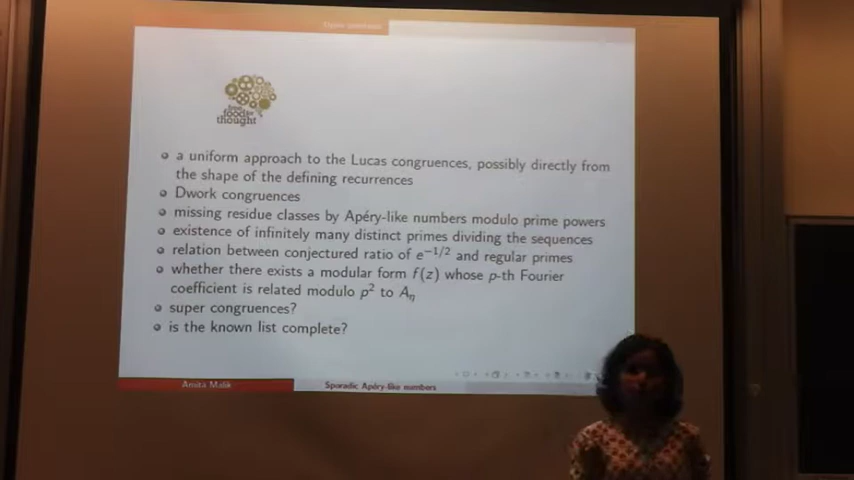 food for
thought
a uniform approach to the Lucas congruences, possibly directly from
the shape of the defining recurrences
Dwork congruences
missing residue classes by Apéry-like numbers modulo prime powers
existence of infinitely many distinct primes dividing the sequences
relation between conjectured ratio of e^{-1/2} and regular primes
whether there exists a modular form f(z) whose p-th Fourier
coefficient is related modulo p² to A_η
super congruences?
is the known list complete?
Amita Malik
Sporadic Apéry-like numbers